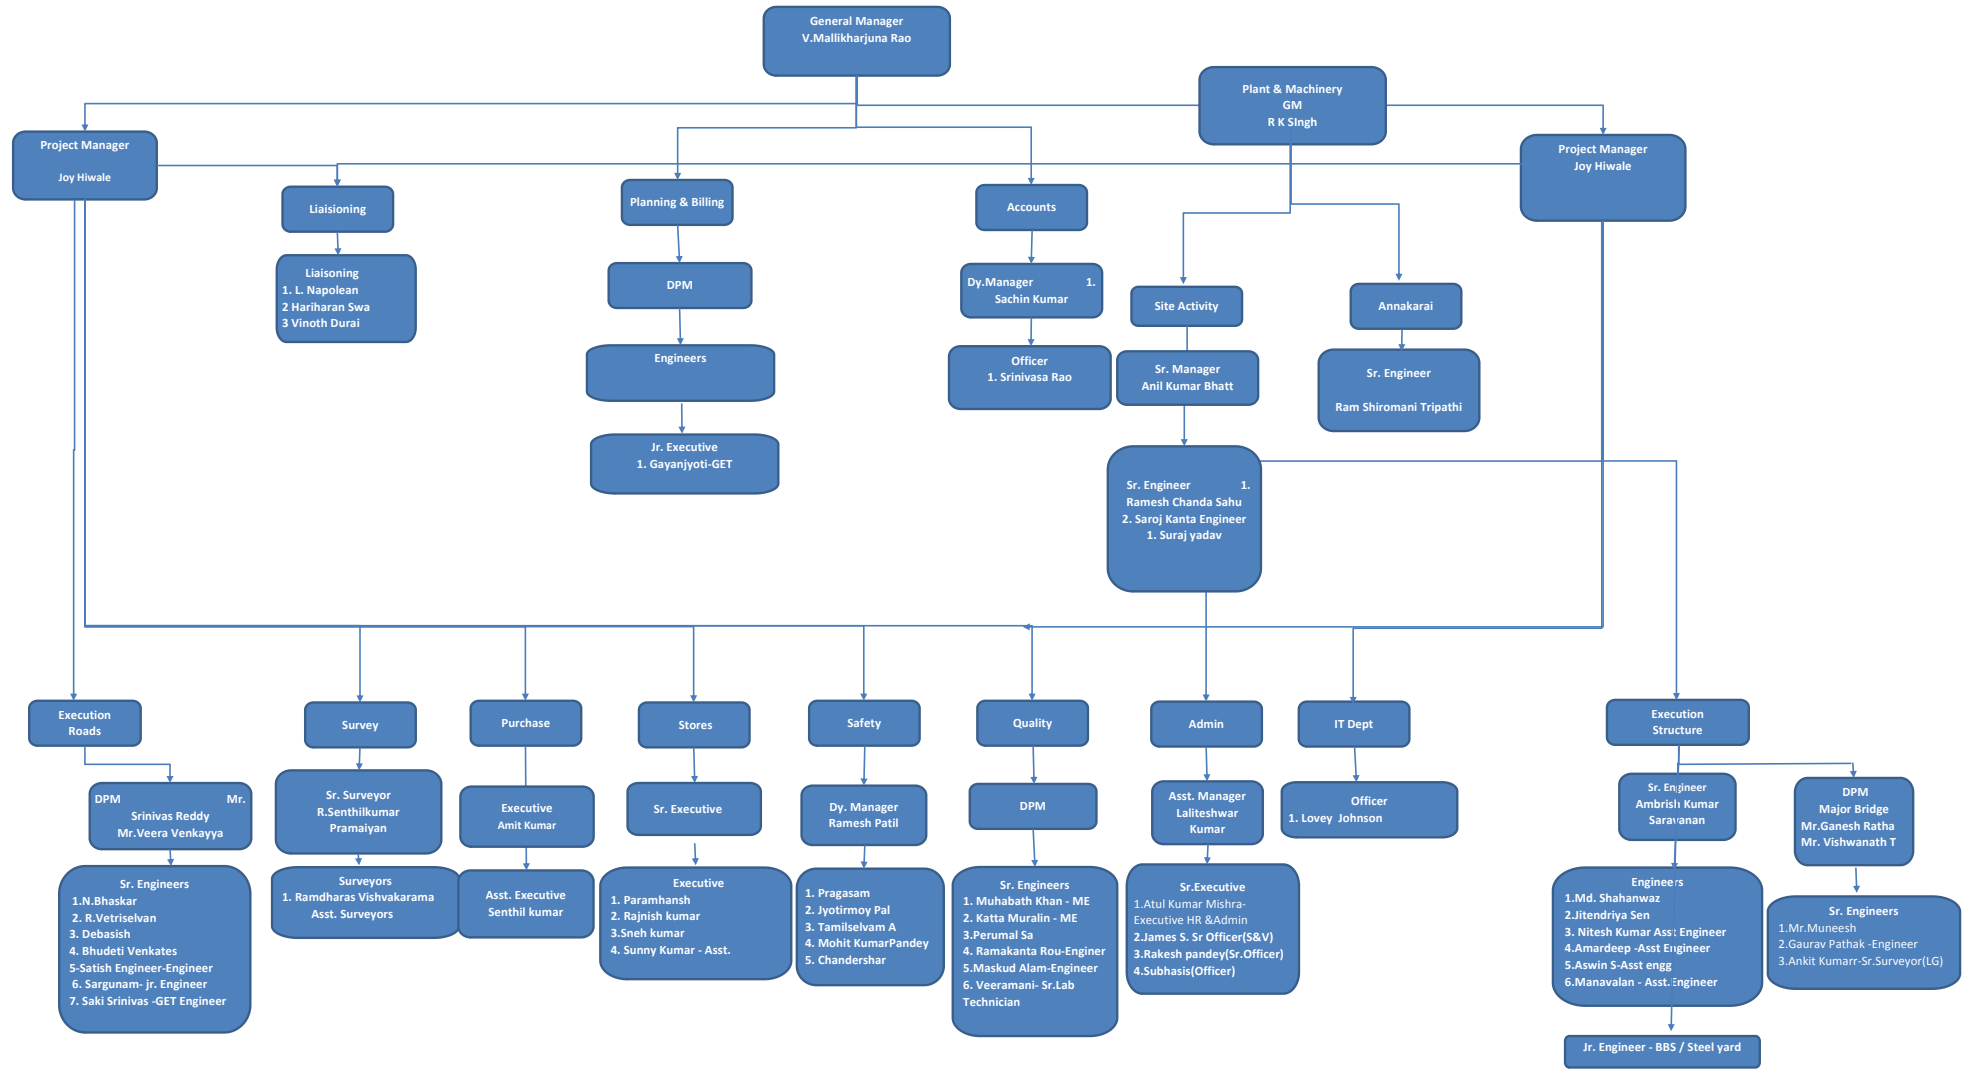 General Manager
V.Mallikharjuna Rao
Plant & Machinery
GM
R K SIngh
Project Manager
Joy Hiwale
Project Manager
Joy Hiwale
Liaisioning
Planning & Billing
Accounts
Liaisoning
1. L. Napolean
2 Hariharan Swa
3 Vinoth Durai
DPM
Dy.Manager 1.
Sachin Kumar
Site Activity
Annakarai
Engineers
Officer
1. Srinivasa Rao
Sr. Manager
Anil Kumar Bhatt
Sr. Engineer
Ram Shiromani Tripathi
Jr. Executive
1. Gayanjyoti-GET
Sr. Engineer 1.
Ramesh Chanda Sahu
2. Saroj Kanta Engineer
1. Suraj yadav
Execution
Roads
Survey
Purchase
Stores
Safety
Quality
Admin
IT Dept
Execution
Structure
DPM Mr.
Srinivas Reddy
Mr.Veera Venkayya
Sr. Surveyor
R.Senthilkumar
Pramaiyan
Executive
Amit Kumar
Sr. Executive
Dy. Manager
Ramesh Patil
DPM
Asst. Manager
Laliteshwar
Kumar
Officer
1. Lovey Johnson
Sr. Engineer
Ambrish Kumar
Saravanan
DPM
Major Bridge
Mr.Ganesh Ratha
Mr. Vishwanath T
Sr. Engineers
1.N.Bhaskar
2. R.Vetriselvan
3. Debasish
4. Bhudeti Venkates
5-Satish Engineer-Engineer
6. Sargunam- jr. Engineer
7. Saki Srinivas -GET Engineer
Surveyors
1. Ramdharas Vishvakarama
Asst. Surveyors
Asst. Executive
Senthil kumar
Executive
1. Paramhansh
2. Rajnish kumar
3.Sneh kumar
4. Sunny Kumar - Asst.
1. Pragasam
2. Jyotirmoy Pal
3. Tamilselvam A
4. Mohit KumarPandey
5. Chandershar
Sr. Engineers
1. Muhabath Khan - ME
2. Katta Muralin - ME
3.Perumal Sa
4. Ramakanta Rou-Enginer
5.Maskud Alam-Engineer
6. Veeramani- Sr.Lab
Technician
Sr.Executive
1.Atul Kumar Mishra-
Executive HR &Admin
2.James S. Sr Officer(S&V)
3.Rakesh pandey(Sr.Officer)
4.Subhasis(Officer)
Engineers
1.Md. Shahanwaz
2.Jitendriya Sen
3. Nitesh Kumar Asst Engineer
4.Amardeep -Asst Engineer
5.Aswin S-Asst engg
6.Manavalan - Asst.Engineer
Sr. Engineers
1.Mr.Muneesh
2.Gaurav Pathak -Engineer
3.Ankit Kumarr-Sr.Surveyor(LG)
Jr. Engineer - BBS / Steel yard